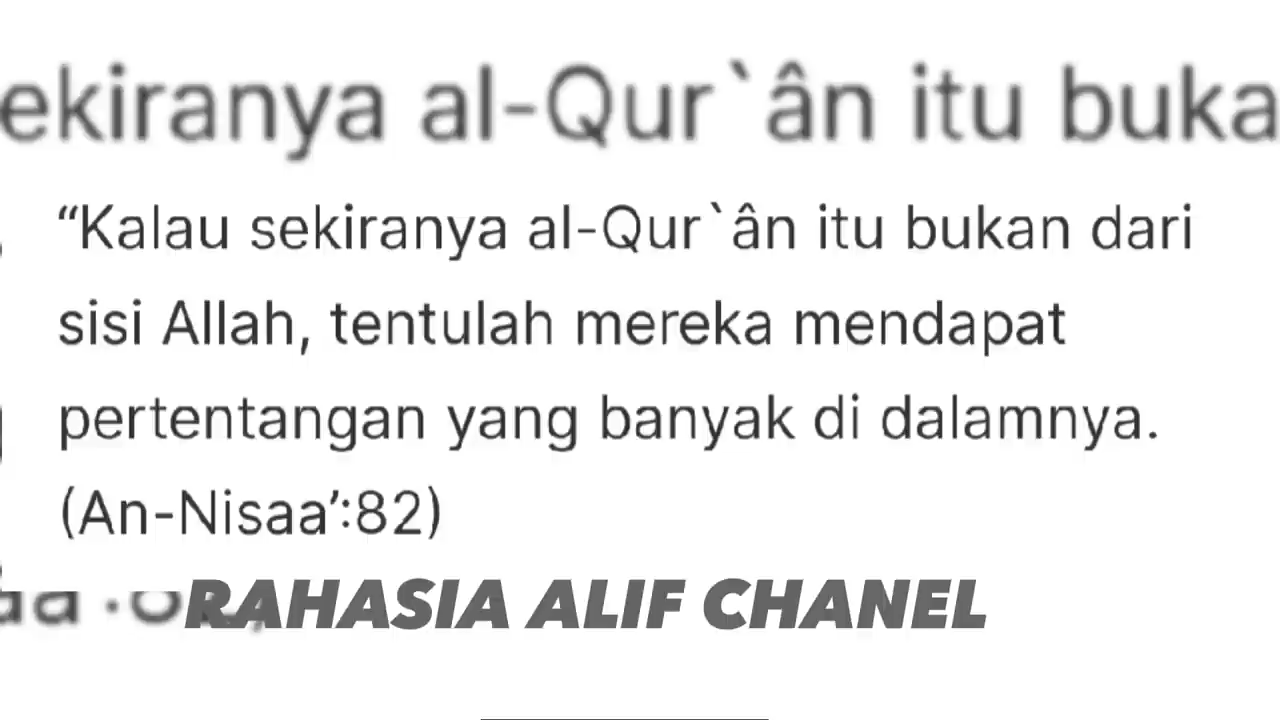 ekiranya al-Qur`ân itu buka
“Kalau sekiranya al-Qur`ân itu bukan dari
sisi Allah, tentulah mereka mendapat
pertentangan yang banyak di dalamnya.
(An-Nisaa’:82)
RAHASIA ALIF CHANEL